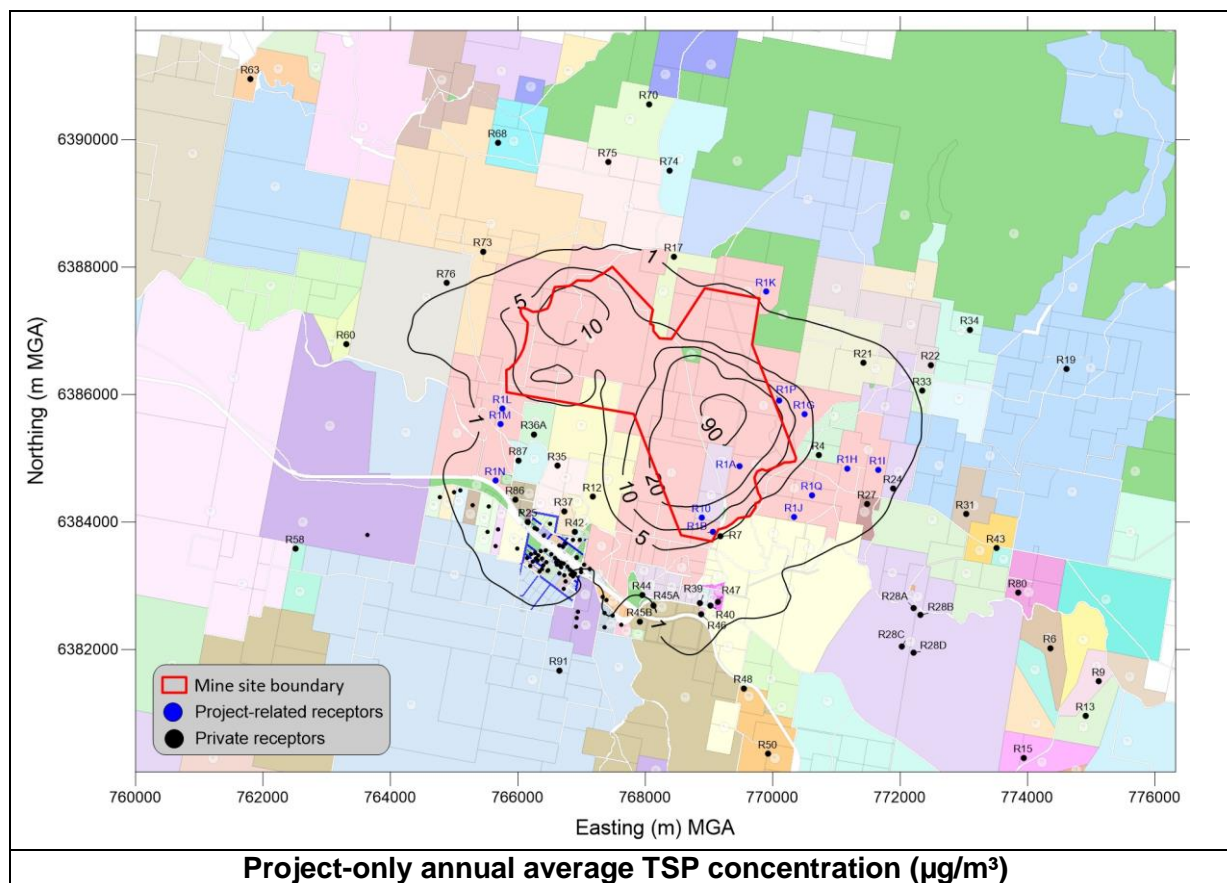 R63
R70
6390000
R68
R75
R74
R73
R17
1
6388000
R76
R1K
5
10
R34
R60
R21
R22
R19
R33
6386000
R1P
R1L
R1G
R1M
1
90
R36A
R4
R87
R35
R1A
R1H
R1I
R1N
20
R12
R1Q
R24
R86
10
R27
R37
R31
R25
R10
R1J
6384000
R42
R1B
5
R7
R58
R43
R44
R39
R47
R80
R45A
R28A
R45B
R40
R28B
1
R46
6382000
R28C
R28D
R6
R91
R48
R9
R13
R50
R15
Northing (m MGA)
Mine site boundary
Project-related receptors
Private receptors
760000 762000 764000 766000 768000 770000 772000 774000 776000
Easting (m) MGA
Project-only annual average TSP concentration (µg/m³)